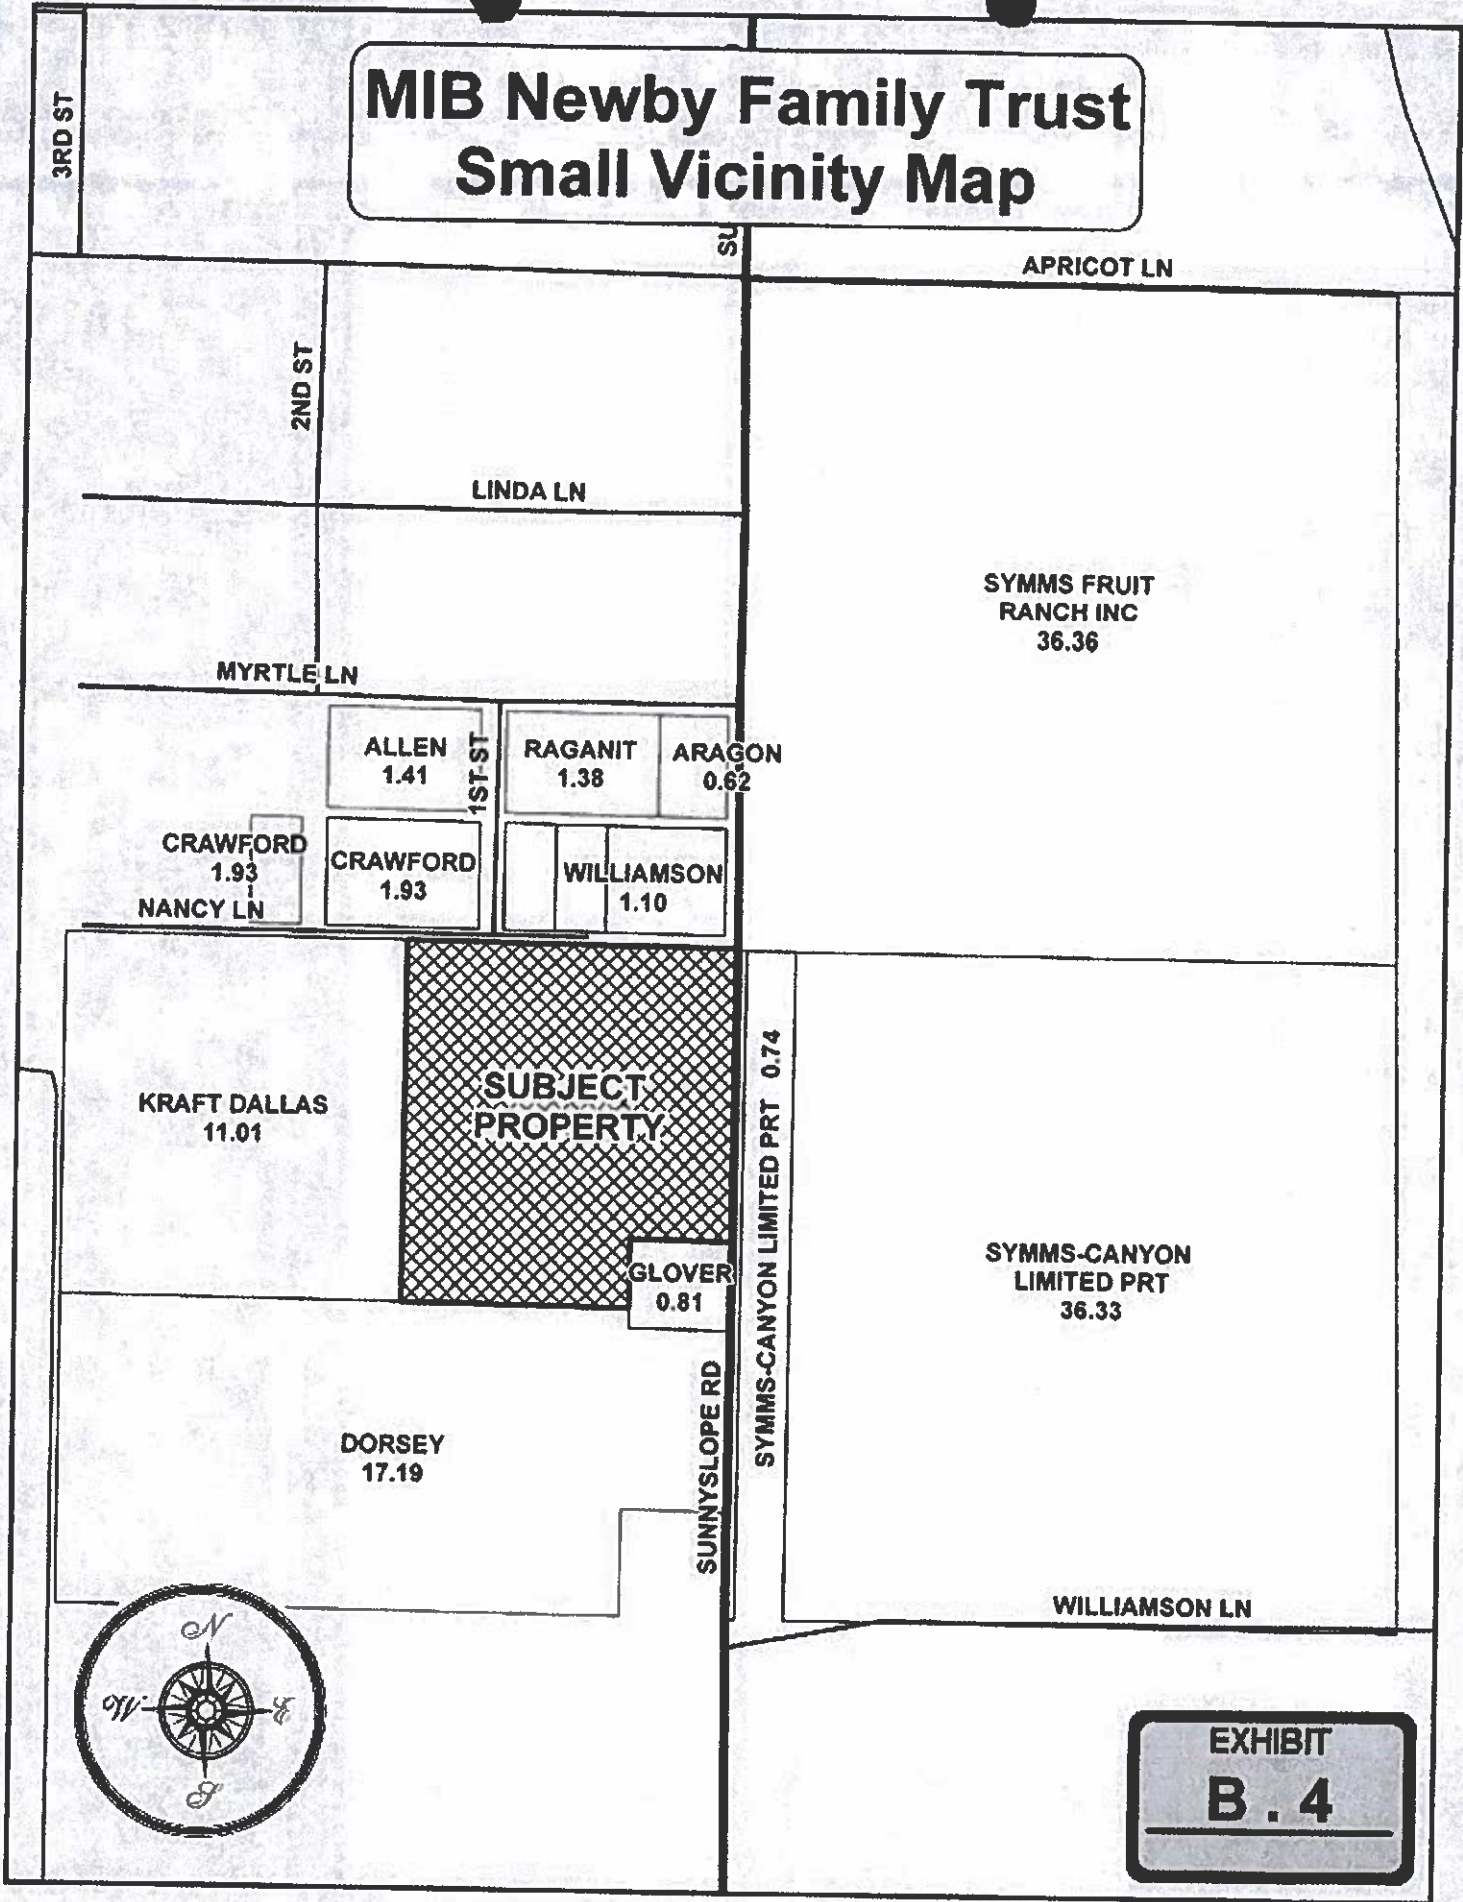 MIB Newby Family Trust
Small Vicinity Map
3RD ST
SU
APRICOT LN
2ND ST
LINDA LN
SYMMS FRUIT
RANCH INC
36.36
MYRTLE LN
ALLEN
1.41
1ST ST
RAGANIT
1.38
ARAGON
0.62
CRAWFORD
1.93
CRAWFORD
1.93
WILLIAMSON
1.10
NANCY LN
KRAFT DALLAS
11.01
SUBJECT
PROPERTY
SYMMS-CANYON LIMITED PRT 0.74
GLOVER
0.81
SYMMS-CANYON
LIMITED PRT
36.33
DORSEY
17.19
SUNNYSLOPE RD
WILLIAMSON LN
N
W
E
S
EXHIBIT
B . 4